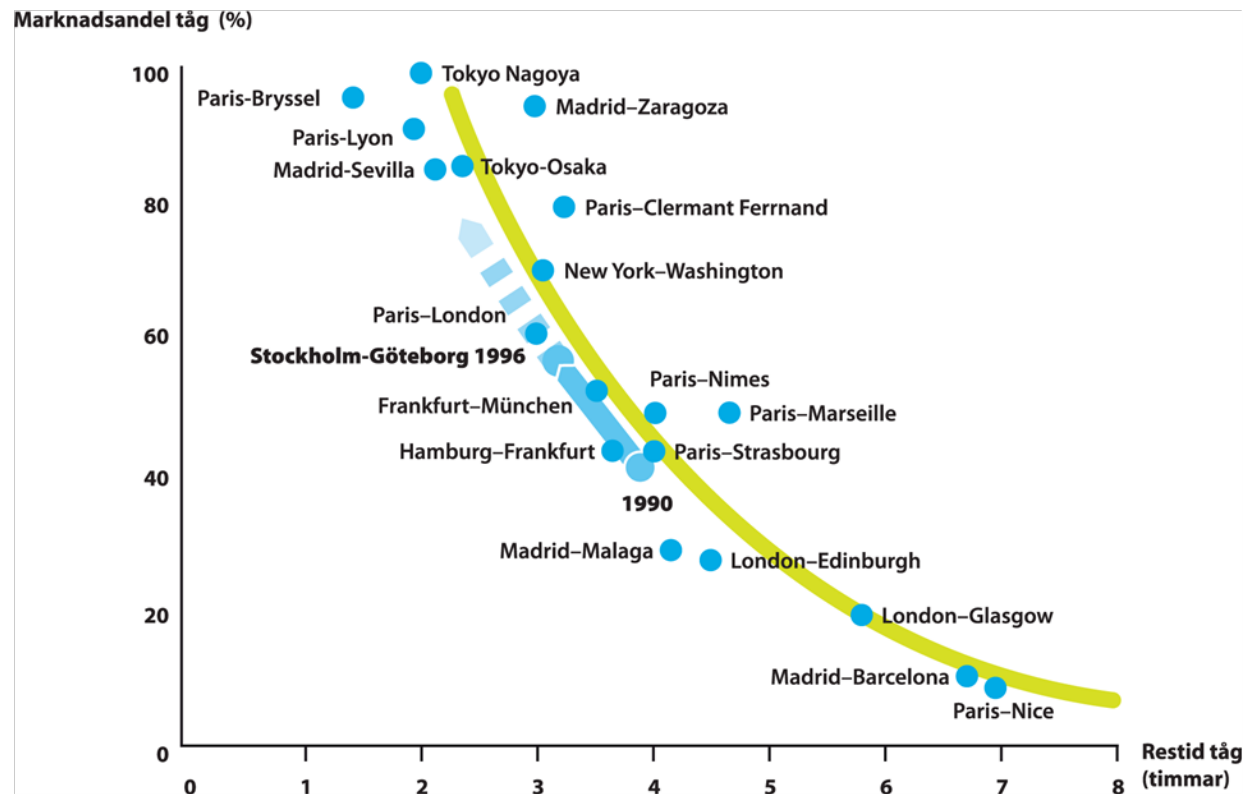 Marknadsandel tåg (%)
100
Tokyo Nagoya
Paris-Bryssel
Madrid–Zaragoza
Paris-Lyon
Madrid-Sevilla
Tokyo-Osaka
80
Paris–Clermant Ferrnand
New York–Washington
Paris–London
60
Stockholm-Göteborg 1996
Paris–Nimes
Frankfurt–München
Paris–Marseille
Hamburg–Frankfurt
Paris–Strasbourg
40
1990
Madrid–Malaga
London–Edinburgh
20
London–Glasgow
Madrid–Barcelona
Paris–Nice
0
0 1 2 3 4 5 6 7 8
Restid tåg
(timmar)